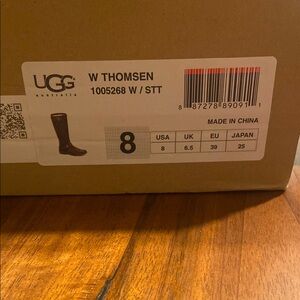 UGG
australia
W THOMSEN
1005268 W / STT
8 87278 89091 1
MADE IN CHINA
8
USA UK EU JAPAN
8 6.5 39 25